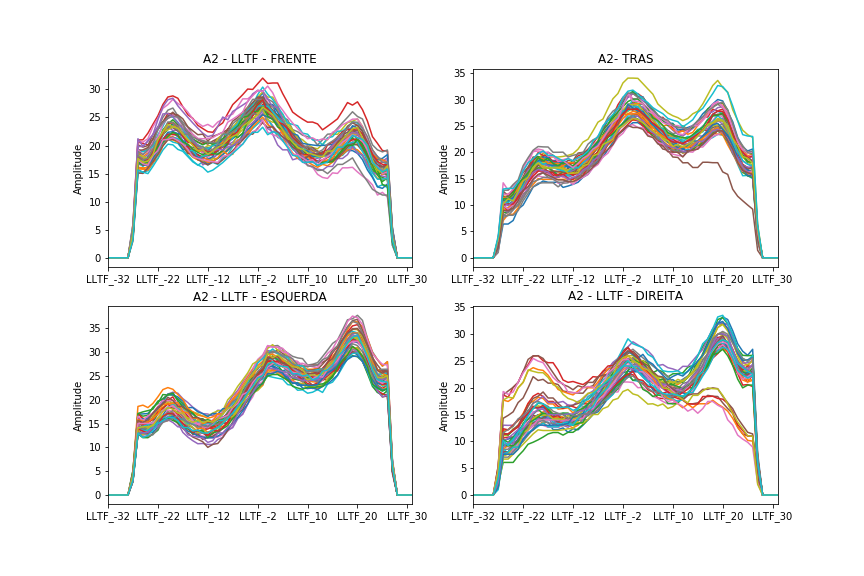 A2 - LLTF - FRENTE
Amplitude
30
25
20
15
10
5
0
LLTF_-32 LLTF_-22 LLTF_-12 LLTF_-2 LLTF_10 LLTF_20 LLTF_30
A2- TRAS
Amplitude
35
30
25
20
15
10
5
0
LLTF_-32 LLTF_-22 LLTF_-12 LLTF_-2 LLTF_10 LLTF_20 LLTF_30
A2 - LLTF - ESQUERDA
Amplitude
35
30
25
20
15
10
5
0
LLTF_-32 LLTF_-22 LLTF_-12 LLTF_-2 LLTF_10 LLTF_20 LLTF_30
A2 - LLTF - DIREITA
Amplitude
35
30
25
20
15
10
5
0
LLTF_-32 LLTF_-22 LLTF_-12 LLTF_-2 LLTF_10 LLTF_20 LLTF_30